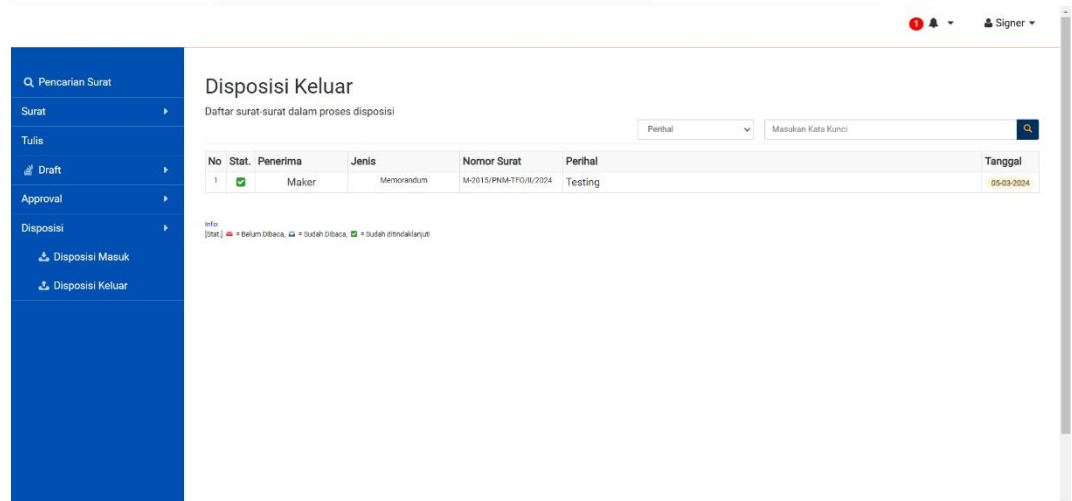 1
Signer
Pencarian Surat
Surat
Tulis
Draft
Approval
Disposisi
Disposisi Masuk
Disposisi Keluar
Disposisi Keluar
Daftar surat-surat dalam proses disposisi
Perihal Masukan Kata Kunci
No Stat. Penerima Jenis Nomor Surat Perihal Tanggal
1 Maker Memorandum M-2015/PNM-TFO/II/2024 Testing 05-03-2024
Info:
[Stat.] = Belum Dibaca, = Sudah Dibaca, = Sudah ditindaklanjuti